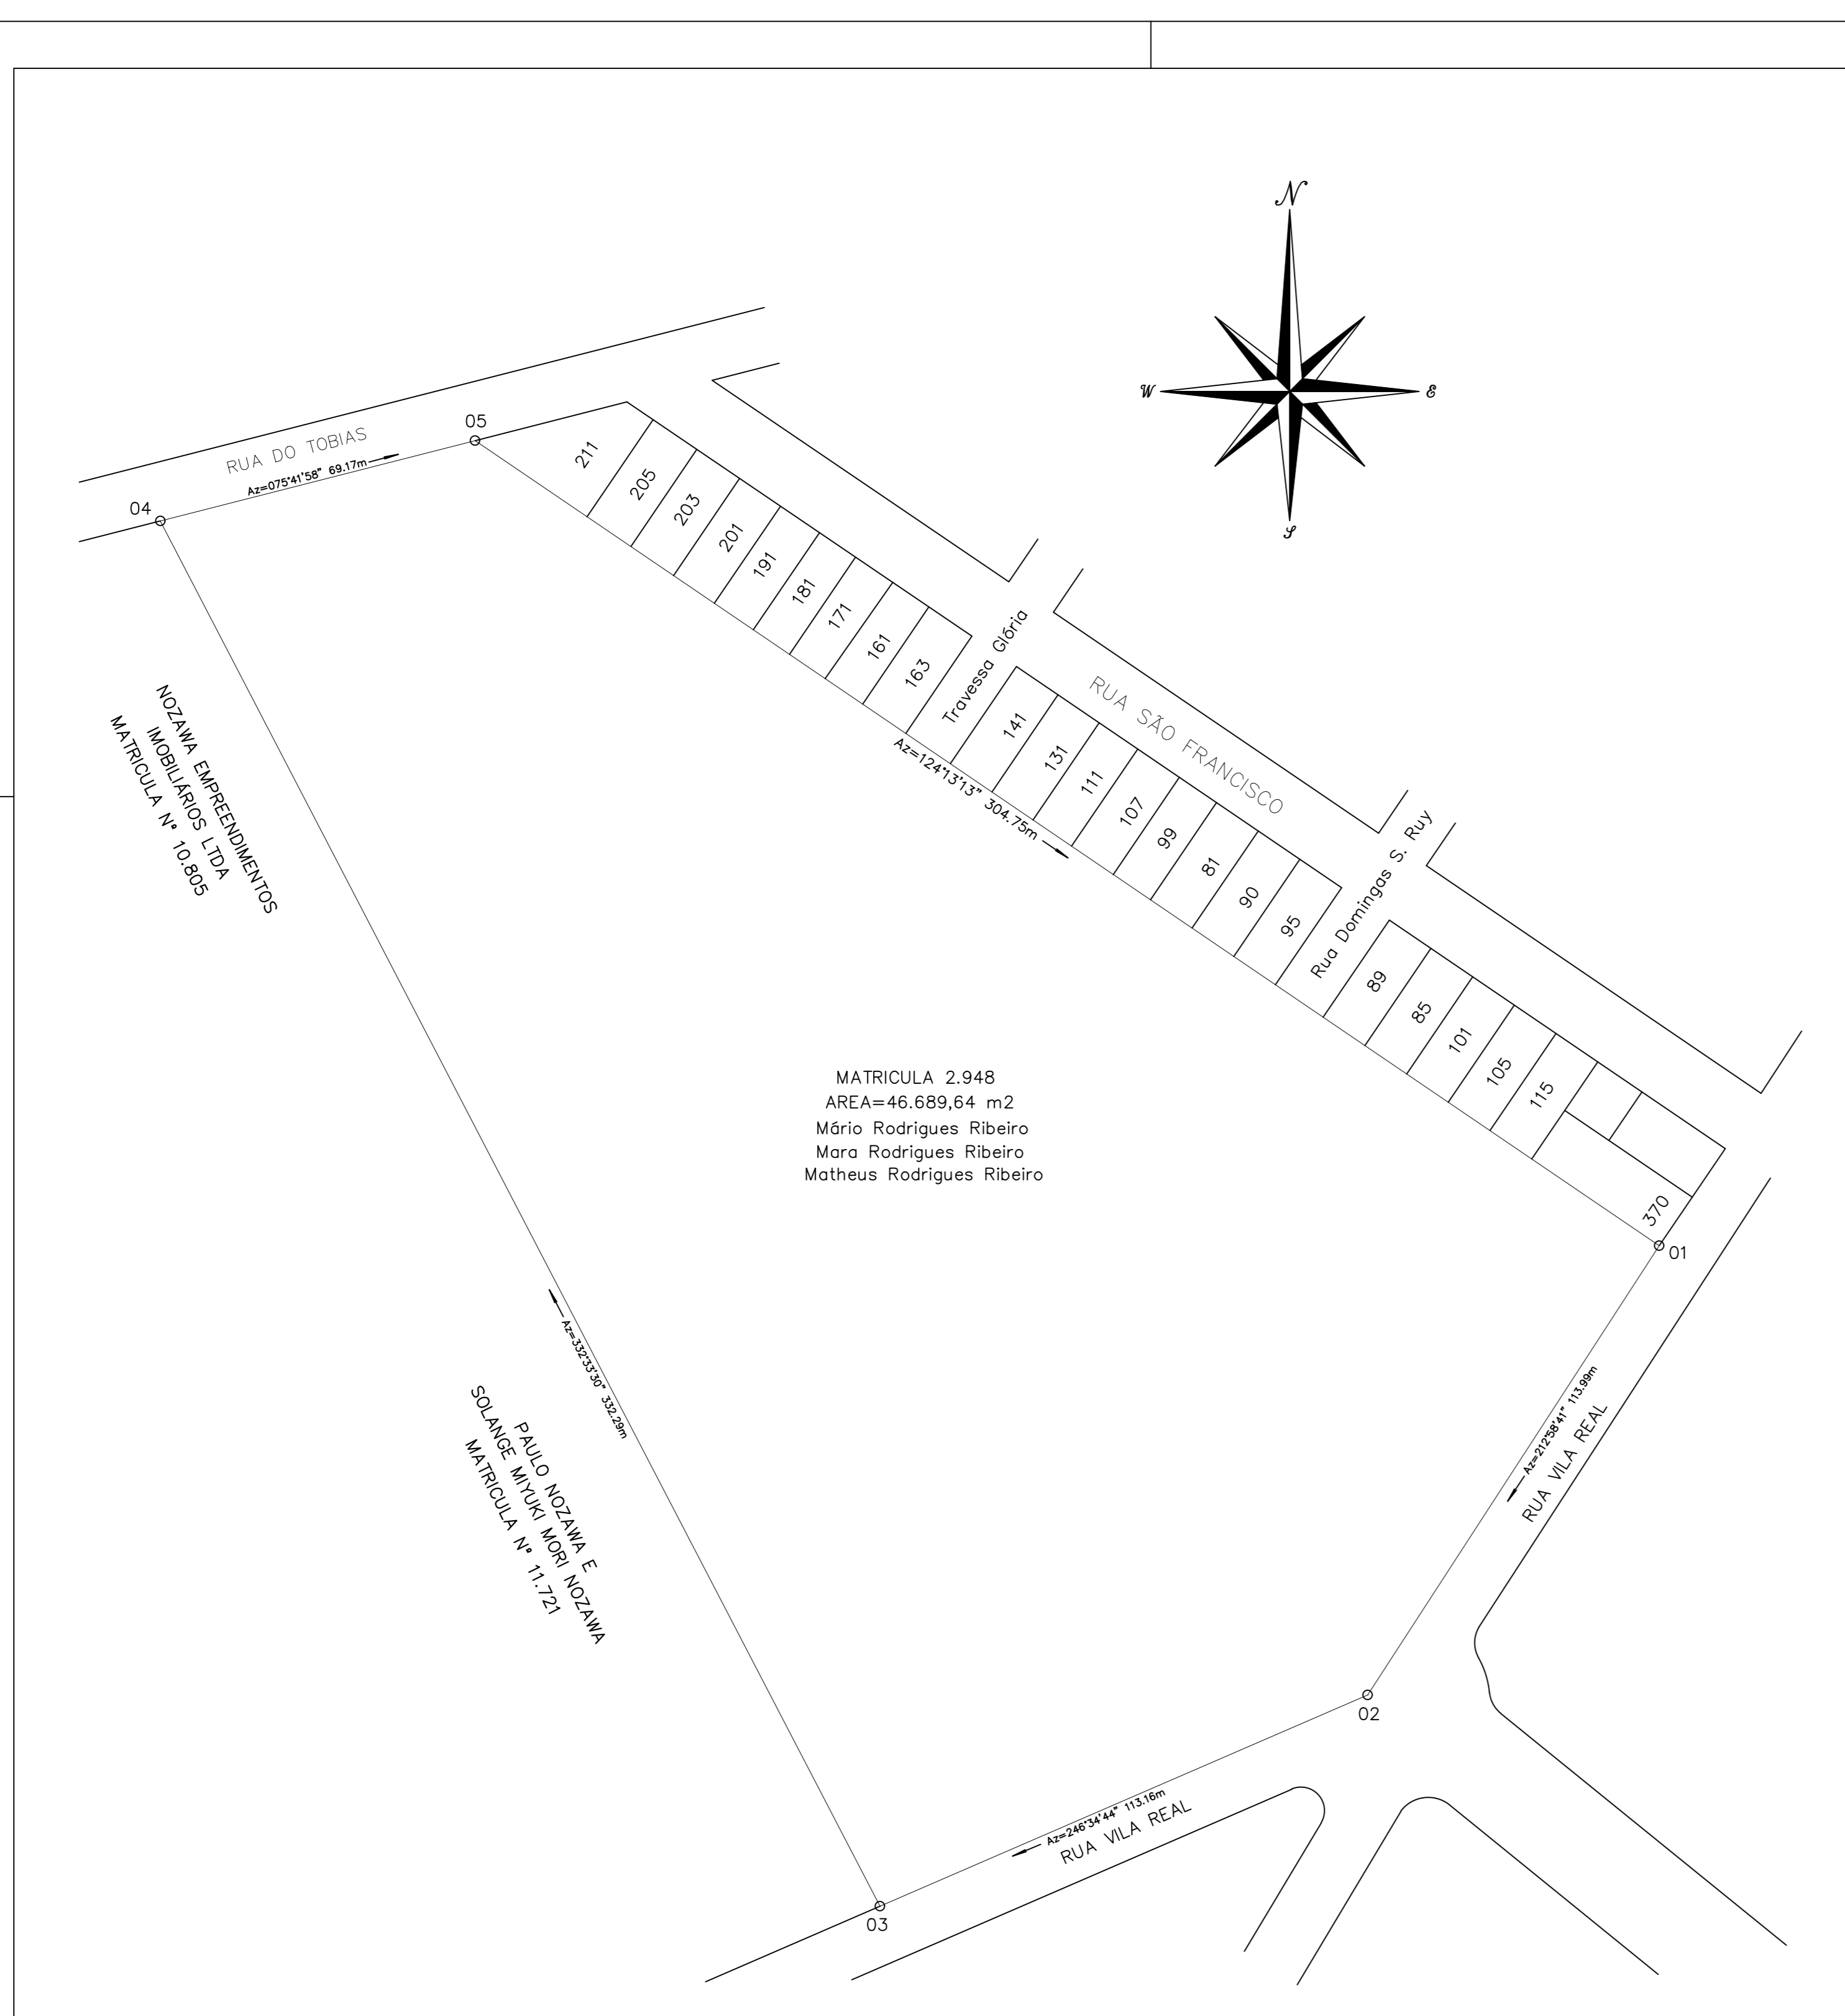 N
W
E
S
RUA DO TOBIAS
Az=075°41'58" 69.17m
04
05
211
205
203
201
191
181
171
161
163
Travessa Glória
141
131
111
107
99
81
90
95
RUA SÃO FRANCISCO
Az=124°13'13" 304.75m
Rua Domingas S. Ruy
89
85
101
105
115
370
01
NOZAWA EMPREENDIMENTOS
IMOBILIÁRIOS LTDA
MATRICULA N° 10.805
MATRICULA 2.948
AREA=46.689,64 m2
Mário Rodrigues Ribeiro
Mara Rodrigues Ribeiro
Matheus Rodrigues Ribeiro
Az=332°33'30" 332.29m
PAULO NOZAWA E
SOLANGE MIYUKI MORI NOZAWA
MATRICULA N° 11.721
Az=212°58'41" 113.99m
RUA VILA REAL
02
Az=246°34'44" 113.16m
RUA VILA REAL
03